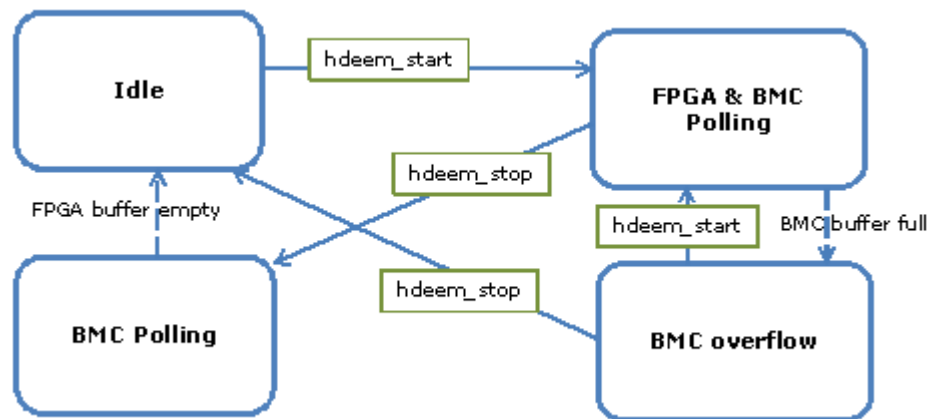 hdeem_start
Idle
FPGA & BMC
Polling
hdeem_stop
FPGA buffer empty
hdeem_start
BMC buffer full
hdeem_stop
BMC Polling
BMC overflow